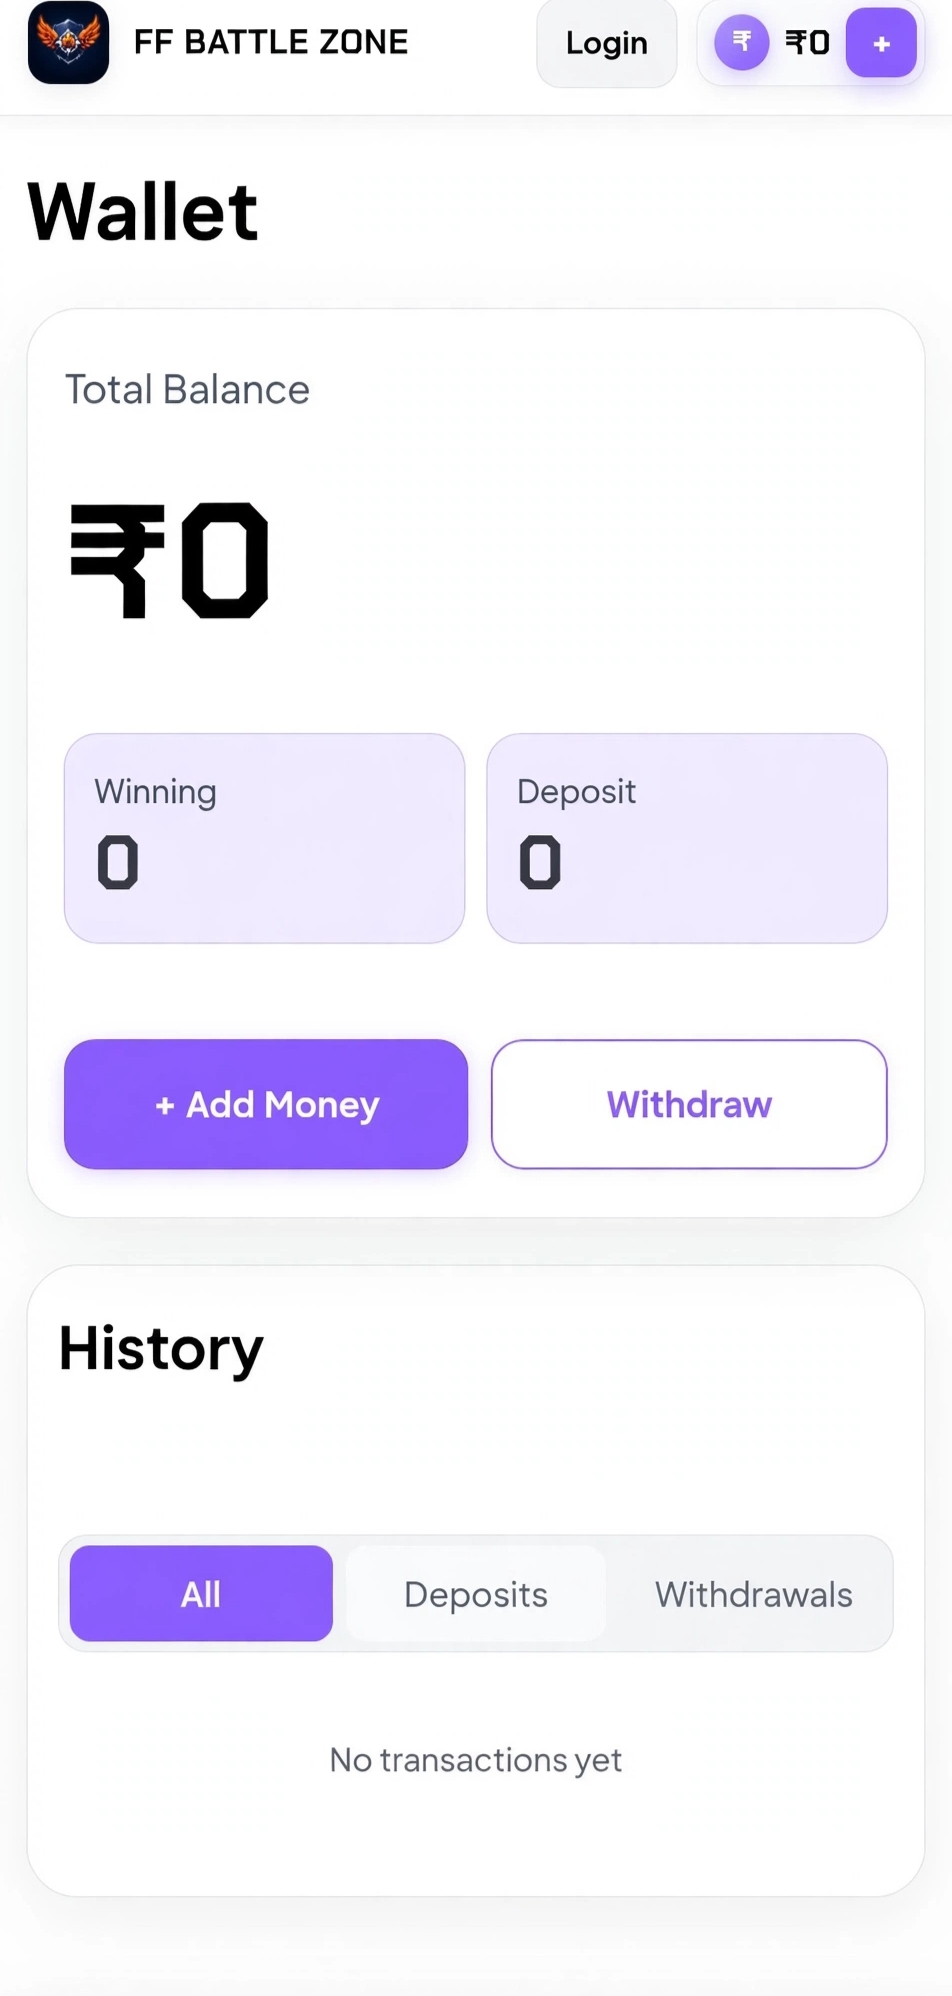 FF BATTLE ZONE
Login
₹
₹0
+
Wallet
Total Balance
₹0
Winning
0
Deposit
0
+ Add Money
Withdraw
History
All
Deposits
Withdrawals
No transactions yet